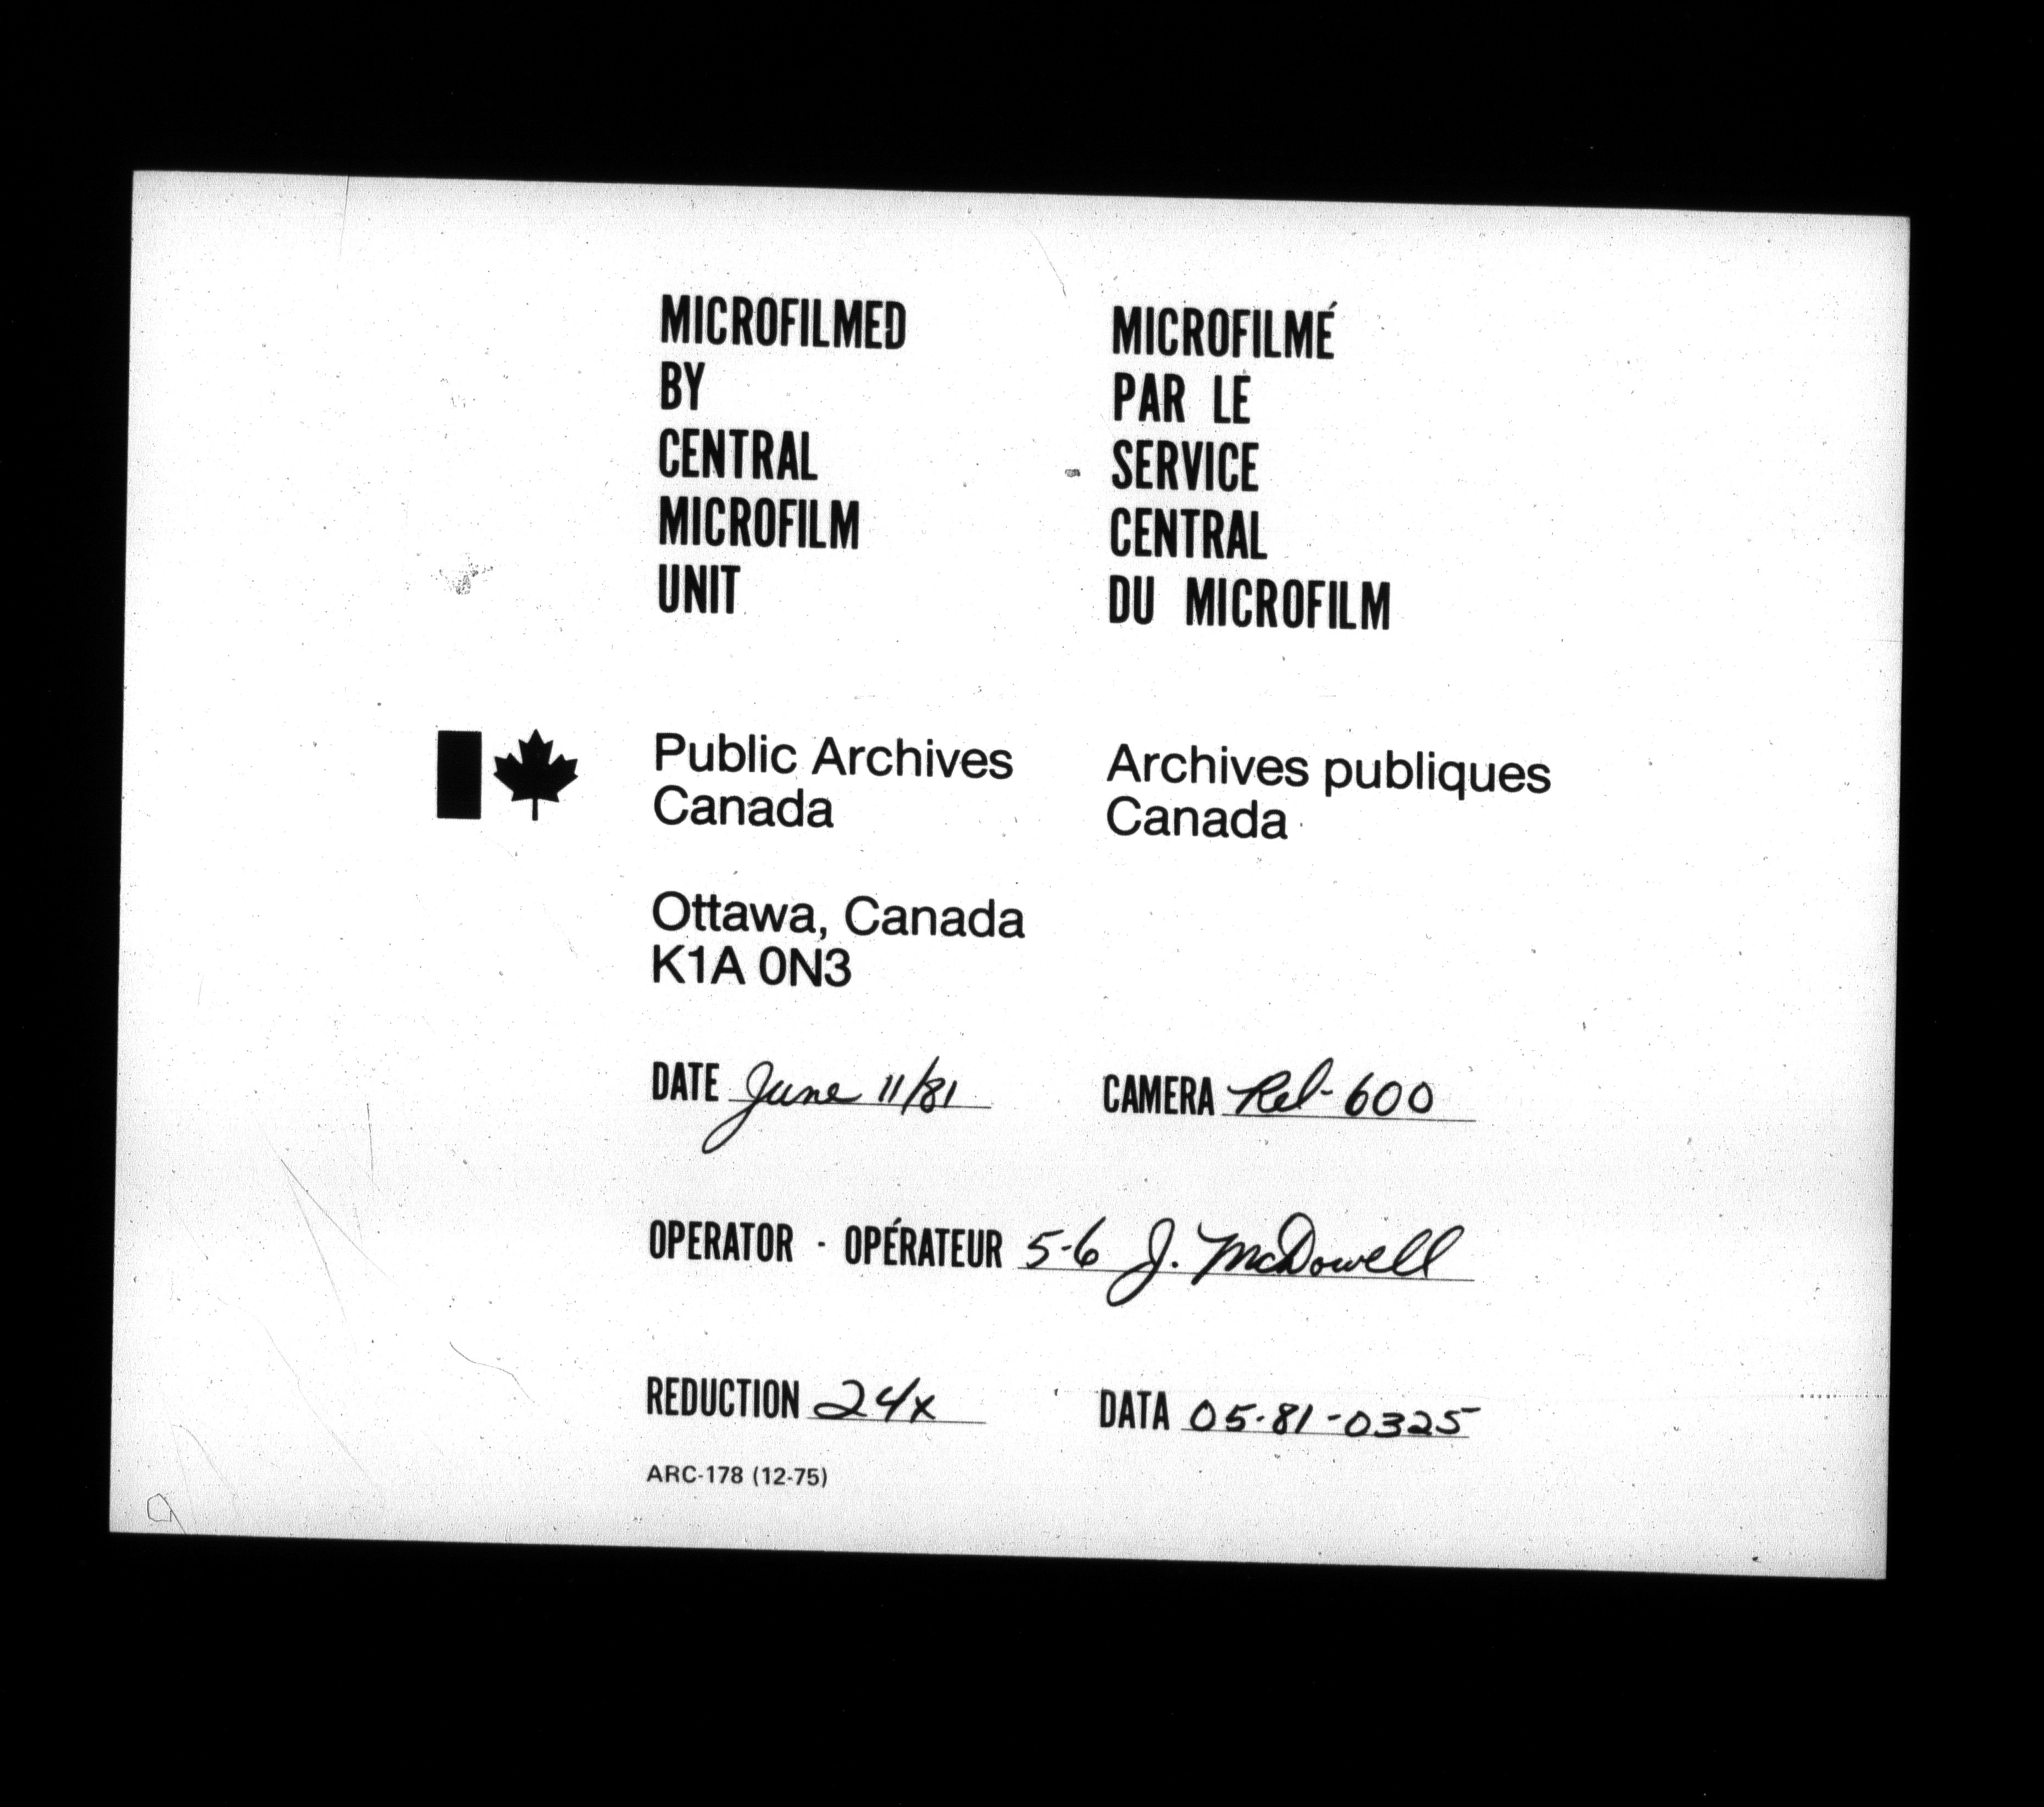 MICROFILMED
BY
CENTRAL
MICROFILM
UNIT
MICROFILMÉ
PAR LE
SERVICE
CENTRAL
DU MICROFILM
Public Archives
Canada
Archives publiques
Canada
Ottawa, Canada
K1A 0N3
DATE June 11/81
CAMERA Rel-600
OPERATOR - OPÉRATEUR 5-6 J. McDowell
REDUCTION 24x
DATA 05-81-0325
ARC-178 (12-75)